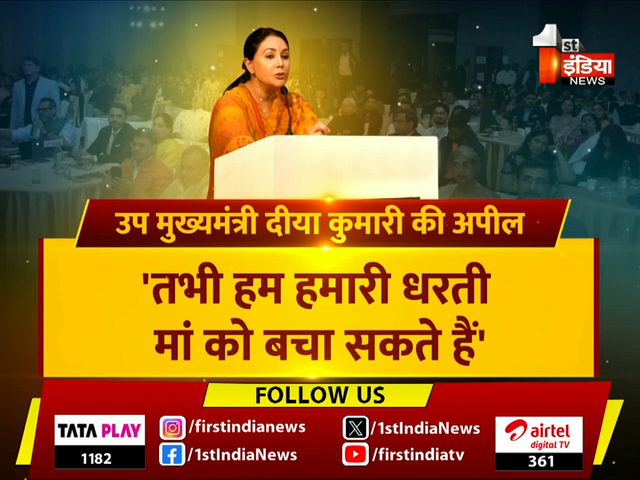 1st
इंडिया
NEWS
उप मुख्यमंत्री दीया कुमारी की अपील
'तभी हम हमारी धरती
मां को बचा सकते हैं'
FOLLOW US
TATA PLAY
1182
/firstindianews
/1stIndiaNews
/1stIndiaNews
/firstindiatv
airtel
digital TV
361